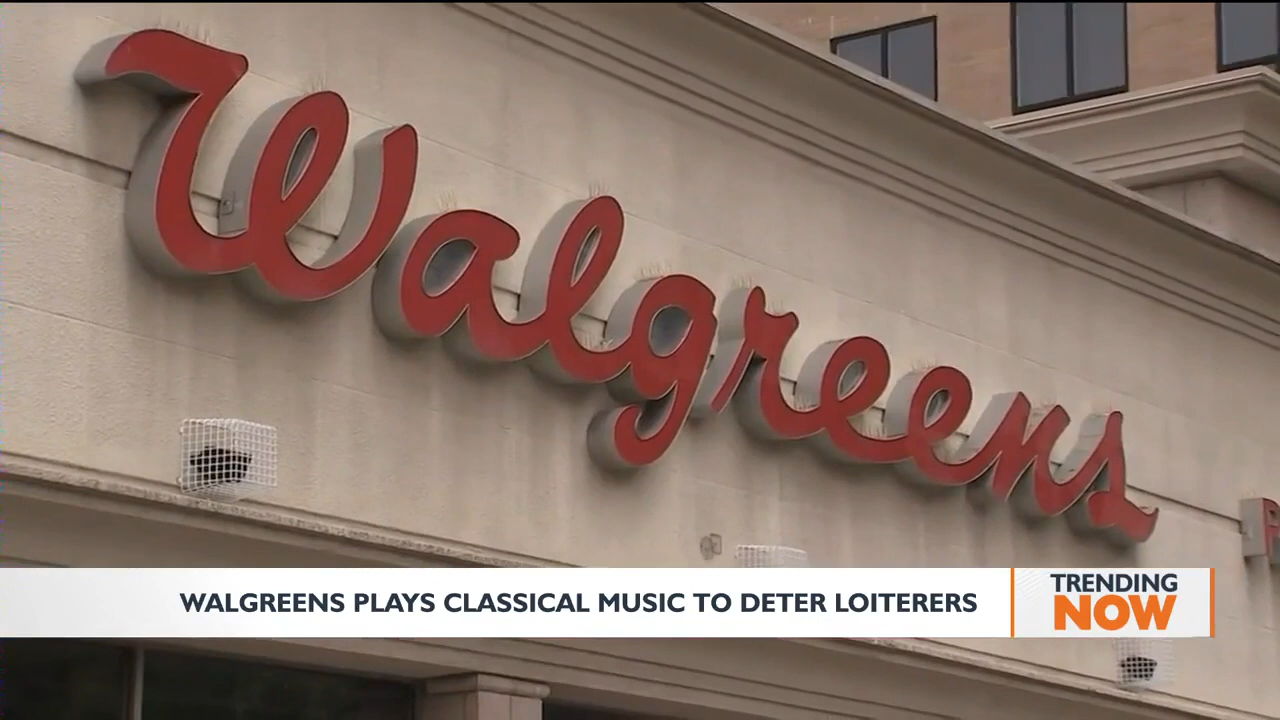 Walgreens
WALGREENS PLAYS CLASSICAL MUSIC TO DETER LOITERERS
TRENDING
NOW